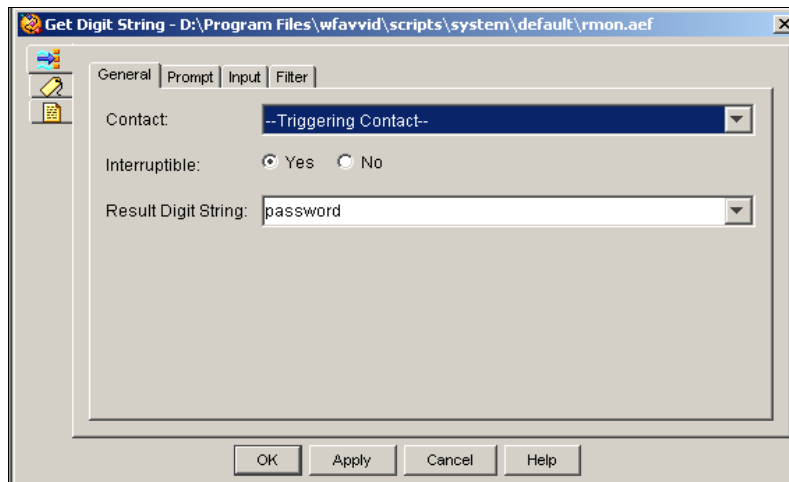 Get Digit String - D:\Program Files\wfavvid\scripts\system\default\rmon.aef
General Prompt Input Filter
Contact: --Triggering Contact--
Interruptible: Yes No
Result Digit String: password
OK Apply Cancel Help